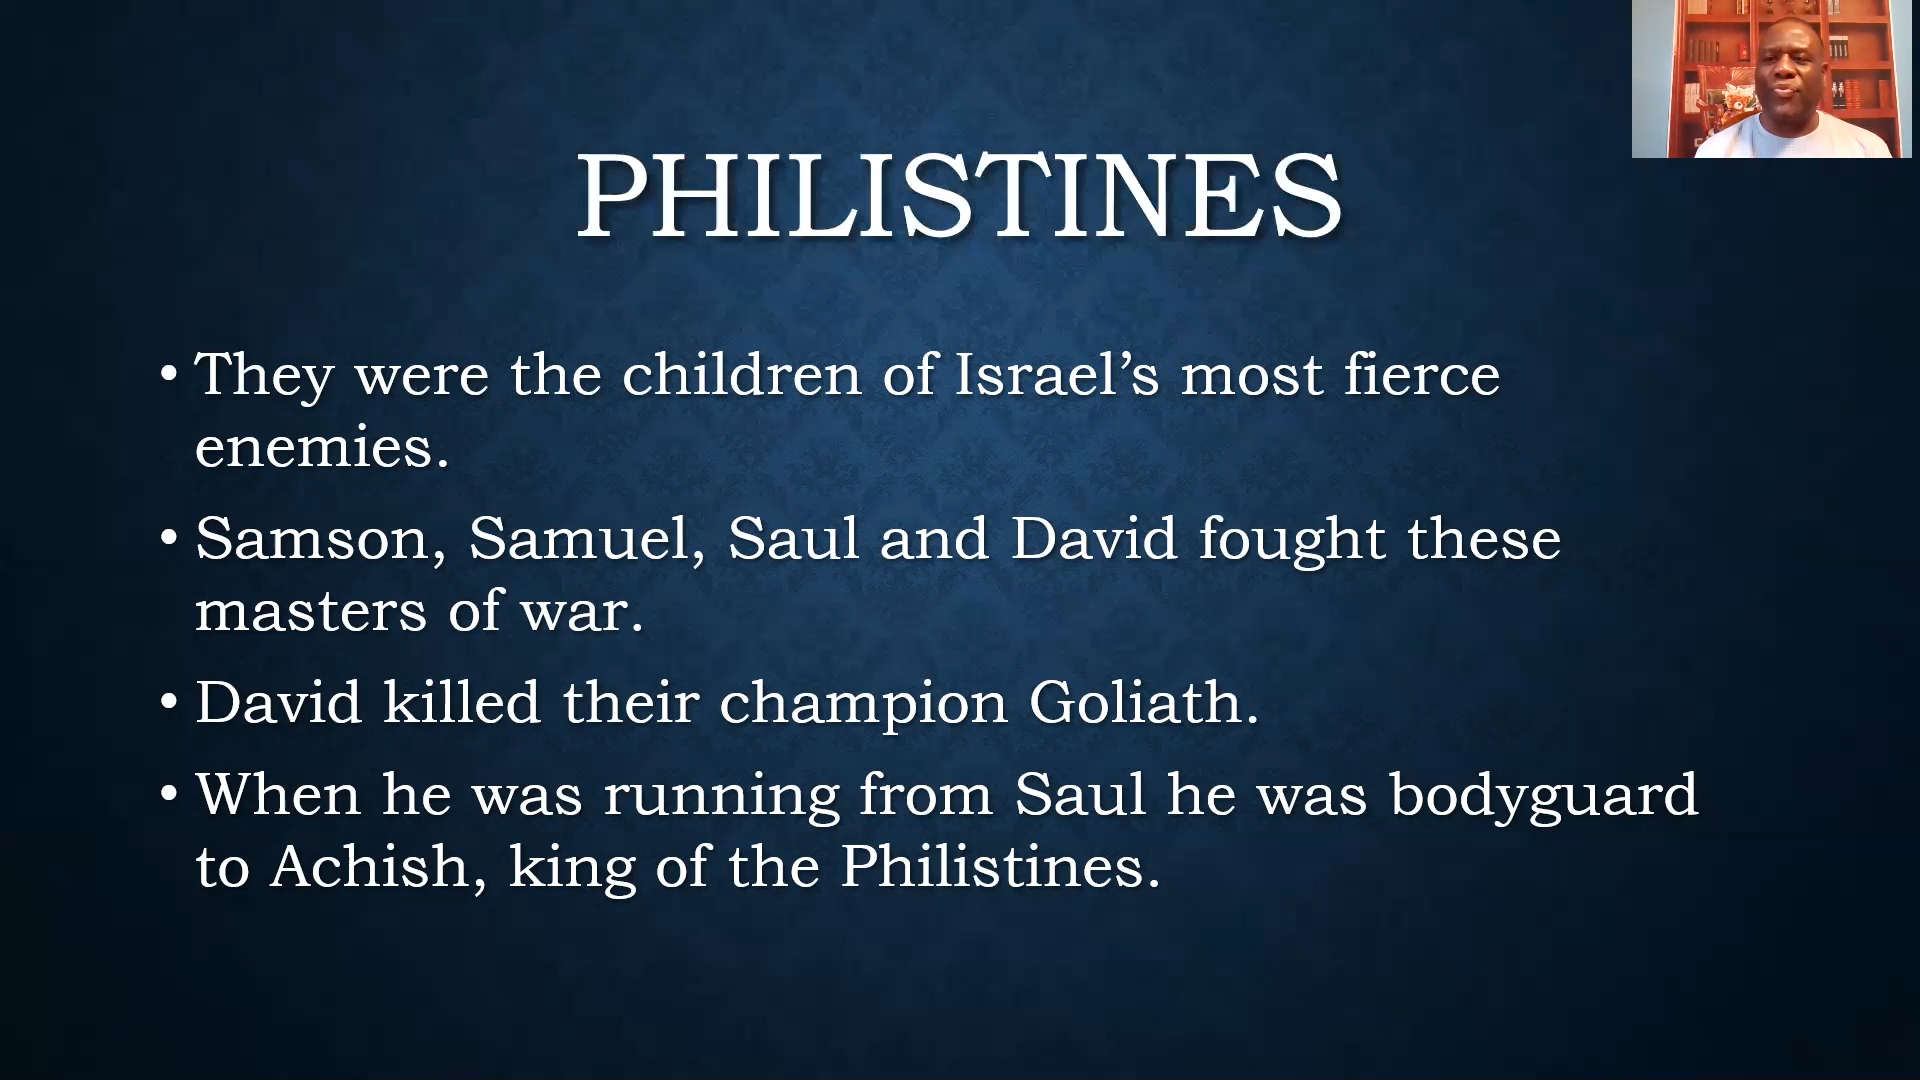 PHILISTINES
• They were the children of Israel’s most fierce
enemies.
• Samson, Samuel, Saul and David fought these
masters of war.
• David killed their champion Goliath.
• When he was running from Saul he was bodyguard
to Achish, king of the Philistines.